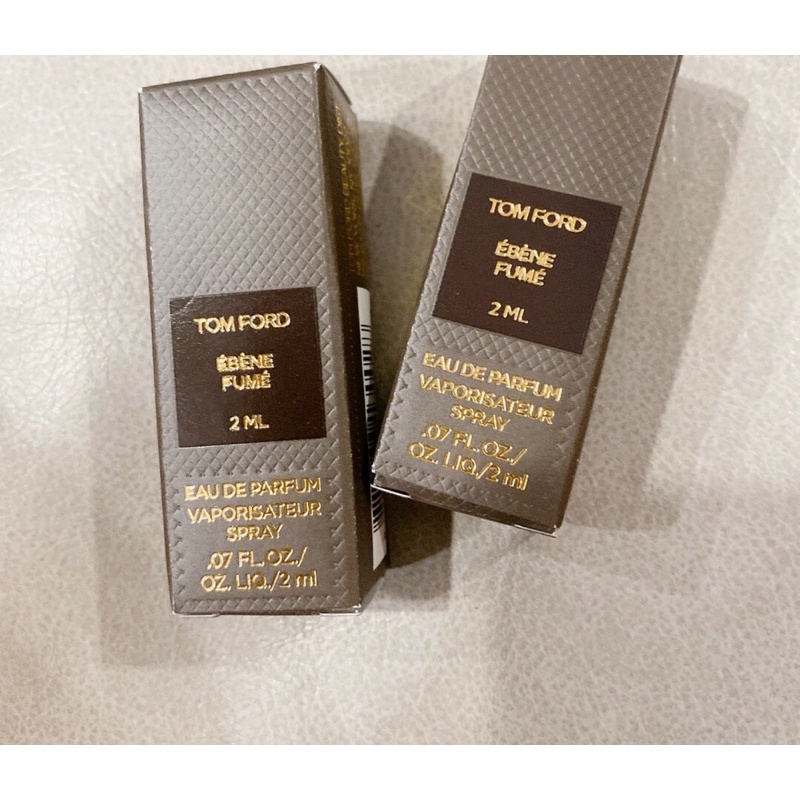 TOM FORD
ÉBÈNE
FUMÉ
2 ML
EAU DE PARFUM
VAPORISATEUR
SPRAY
.07 FL. OZ./
OZ. LIQ./2 ml
TOM FORD
ÉBÈNE
FUMÉ
2 ML
EAU DE PARFUM
VAPORISATEUR
SPRAY
.07 FL. OZ./
OZ. LIQ./2 ml